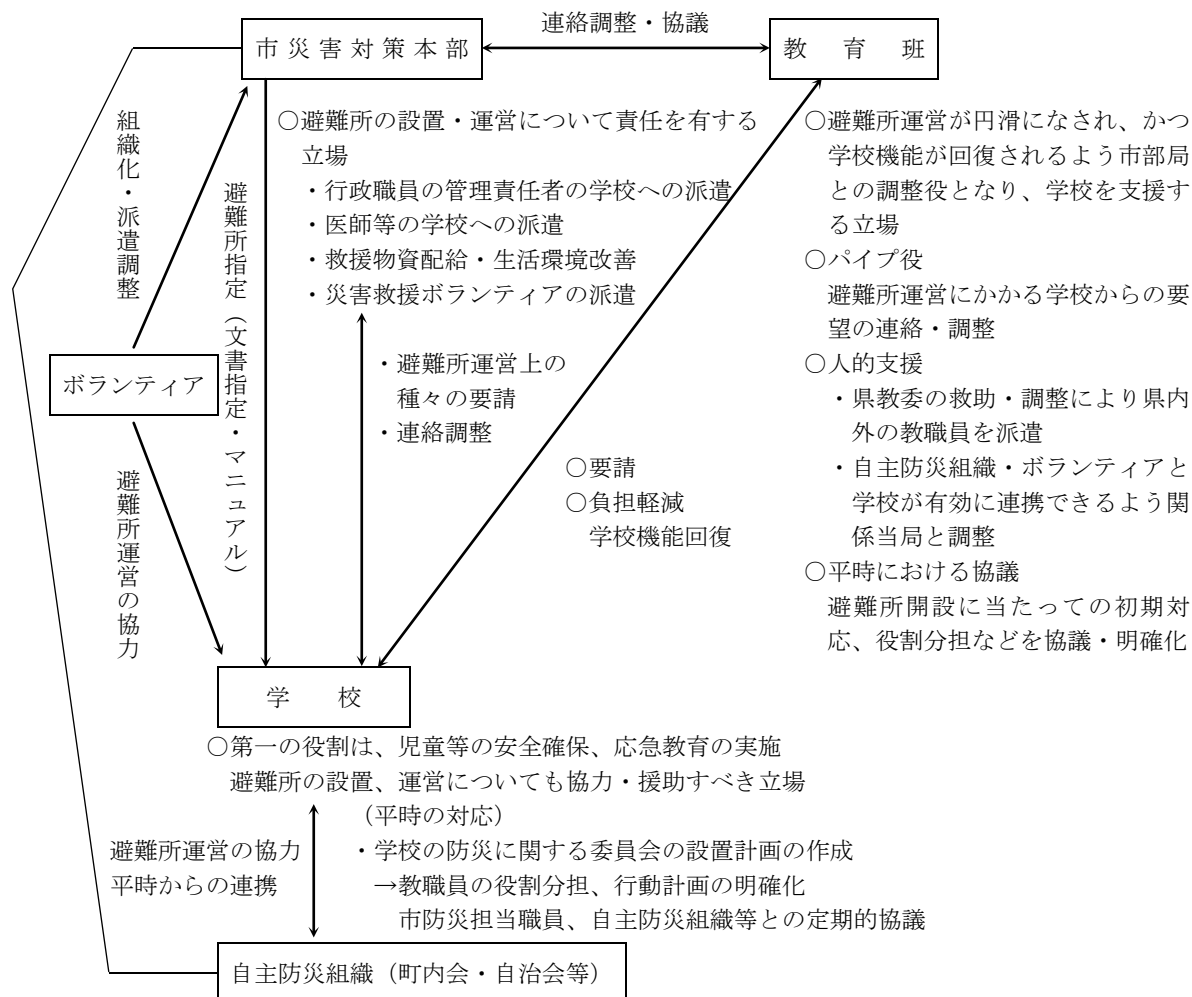 連絡調整・協議
市災害対策本部
教育班
組織化・派遣調整
避難所指定（文書指定・マニュアル）
○避難所の設置・運営について責任を有する
立場
・行政職員の管理責任者の学校への派遣
・医師等の学校への派遣
・救援物資配給・生活環境改善
・災害救援ボランティアの派遣
○避難所運営が円滑になされ、かつ
学校機能が回復されるよう市部局
との調整役となり、学校を支援す
る立場
○パイプ役
避難所運営にかかる学校からの要
望の連絡・調整
○人的支援
・県教委の救助・調整により県内
外の教職員を派遣
・自主防災組織・ボランティアと
学校が有効に連携できるよう関
係当局と調整
○平時における協議
避難所開設に当たっての初期対
応、役割分担などを協議・明確化
ボランティア
・避難所運営上の
種々の要請
・連絡調整
○要請
○負担軽減
学校機能回復
避難所運営の協力
学校
○第一の役割は、児童等の安全確保、応急教育の実施
避難所の設置、運営についても協力・援助すべき立場
（平時の対応）
・学校の防災に関する委員会の設置計画の作成
→教職員の役割分担、行動計画の明確化
市防災担当職員、自主防災組織等との定期的協議
避難所運営の協力
平時からの連携
自主防災組織（町内会・自治会等）